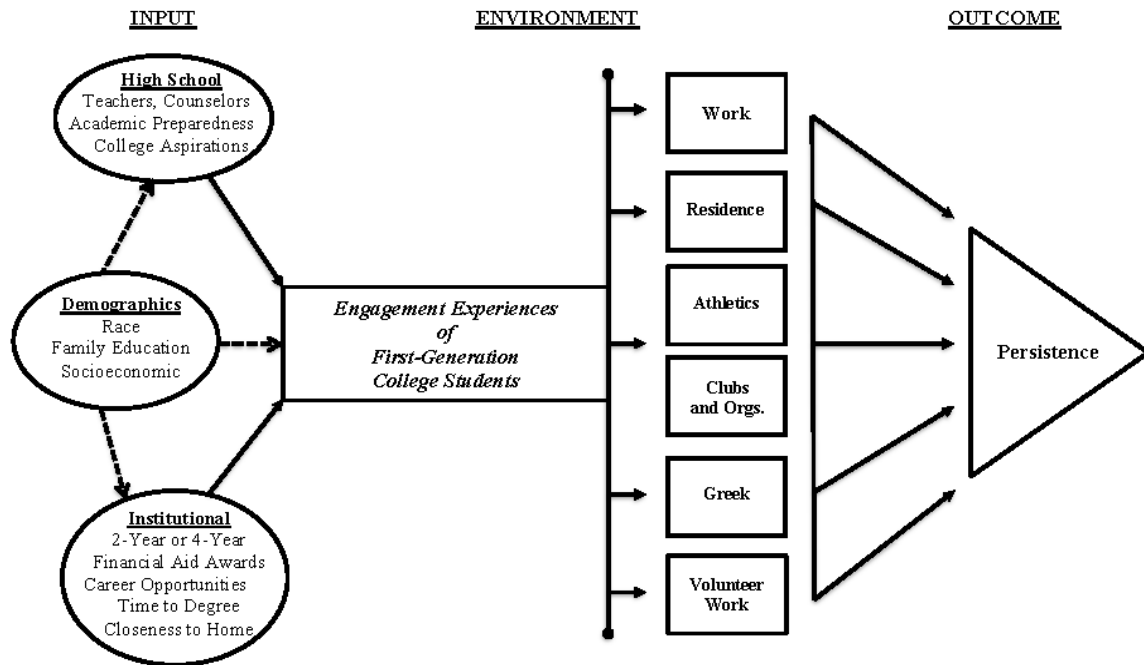 INPUT
ENVIRONMENT
OUTCOME
High School
Teachers, Counselors
Academic Preparedness
College Aspirations
Demographics
Race
Family Education
Socioeconomic
Institutional
2-Year or 4-Year
Financial Aid Awards
Career Opportunities
Time to Degree
Closeness to Home
Engagement Experiences
of
First-Generation
College Students
Work
Residence
Athletics
Clubs
and Orgs.
Greek
Volunteer
Work
Persistence